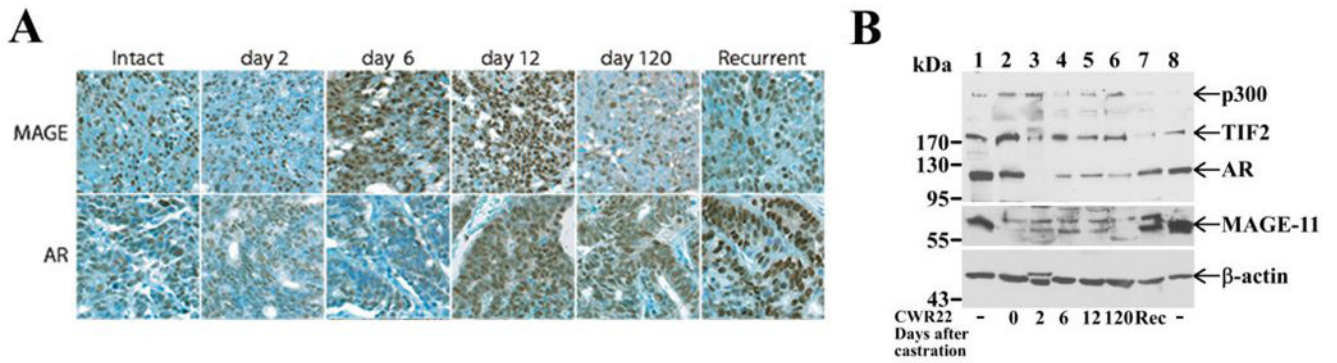 A
Intact day 2 day 6 day 12 day 120 Recurrent
MAGE
AR
B
kDa 1 2 3 4 5 6 7 8
p300
TIF2
170
130
AR
95
MAGE-11
55
β-actin
43
CWR22 - 0 2 6 12 120 Rec -
Days after
castration